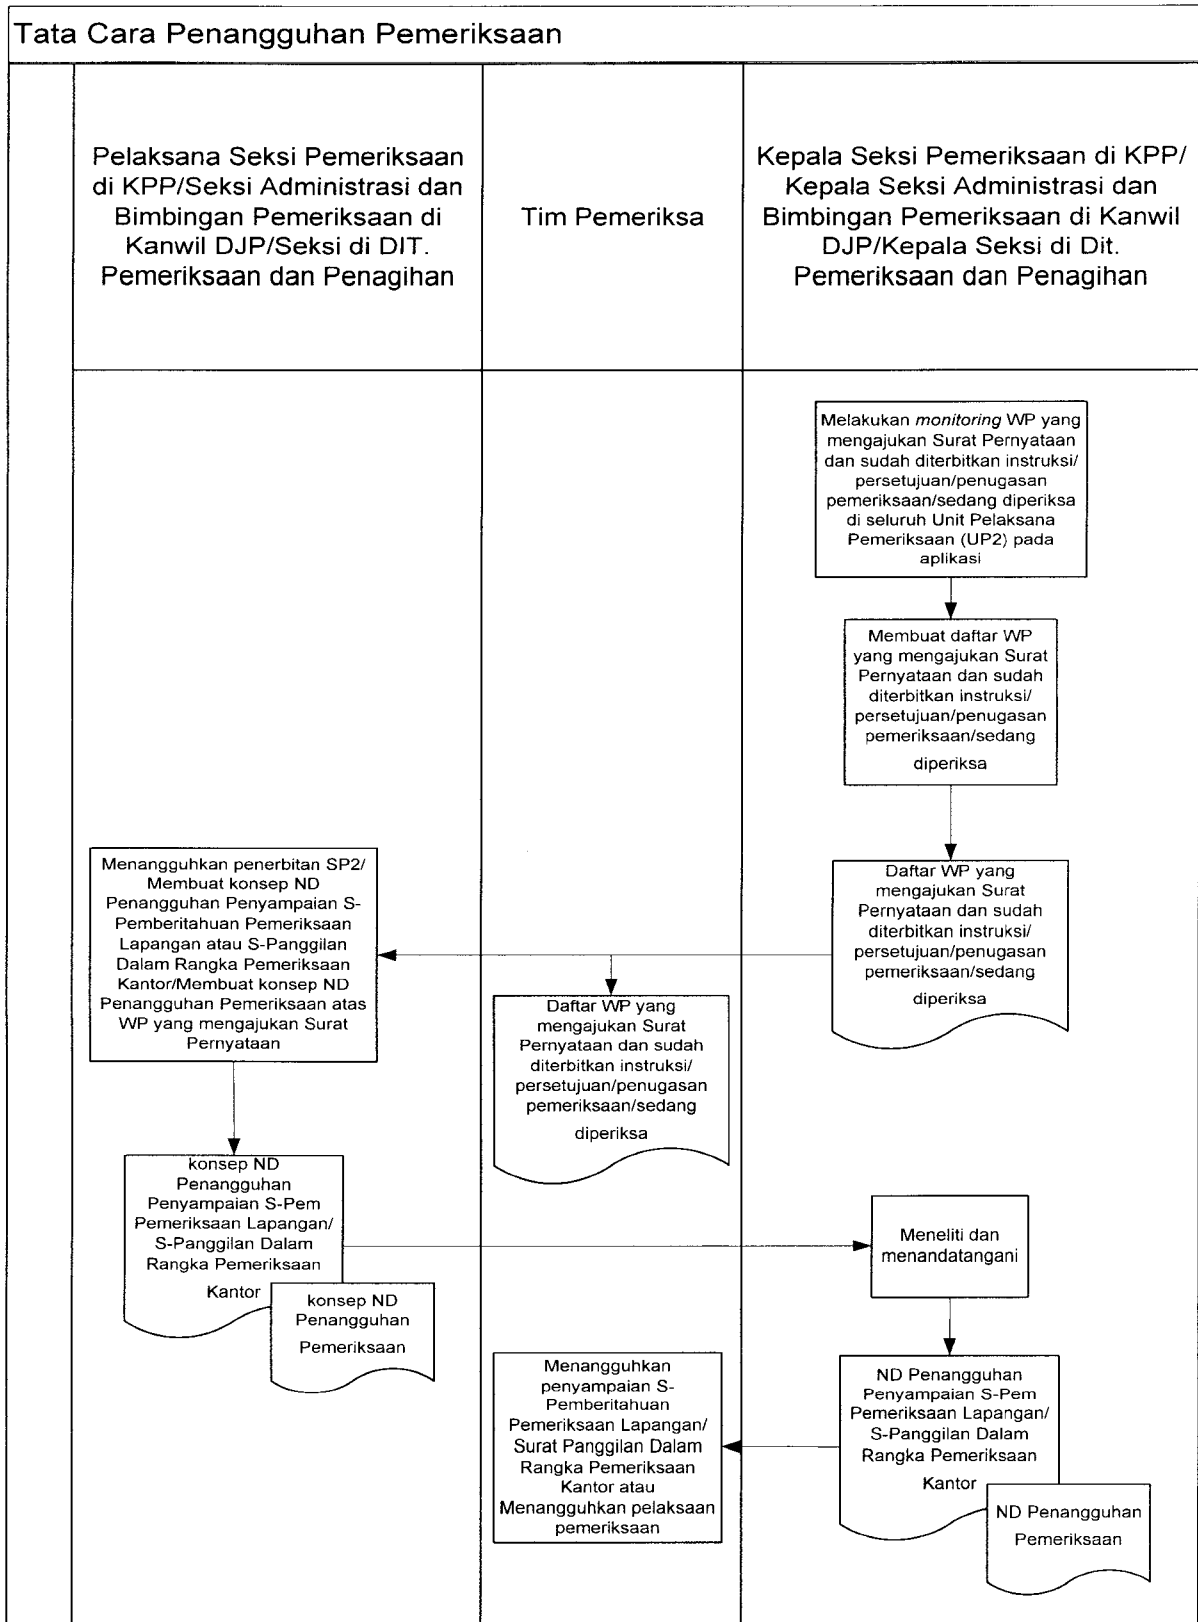 Tata Cara Penangguhan Pemeriksaan
Pelaksana Seksi Pemeriksaan
di KPP/Seksi Administrasi dan
Bimbingan Pemeriksaan di
Kanwil DJP/Seksi di DIT.
Pemeriksaan dan Penagihan
Tim Pemeriksa
Kepala Seksi Pemeriksaan di KPP/
Kepala Seksi Administrasi dan
Bimbingan Pemeriksaan di Kanwil
DJP/Kepala Seksi di Dit.
Pemeriksaan dan Penagihan
Melakukan monitoring WP yang
mengajukan Surat Pernyataan
dan sudah diterbitkan instruksi/
persetujuan/penugasan
pemeriksaan/sedang diperiksa
di seluruh Unit Pelaksana
Pemeriksaan (UP2) pada
aplikasi
Membuat daftar WP
yang mengajukan Surat
Pernyataan dan sudah
diterbitkan instruksi/
persetujuan/penugasan
pemeriksaan/sedang
diperiksa
Daftar WP yang
mengajukan Surat
Pernyataan dan sudah
diterbitkan instruksi/
persetujuan/penugasan
pemeriksaan/sedang
diperiksa
Menangguhkan penerbitan SP2/
Membuat konsep ND
Penangguhan Penyampaian S-
Pemberitahuan Pemeriksaan
Lapangan atau S-Panggilan
Dalam Rangka Pemeriksaan
Kantor/Membuat konsep ND
Penangguhan Pemeriksaan atas
WP yang mengajukan Surat
Pernyataan
Daftar WP yang
mengajukan Surat
Pernyataan dan sudah
diterbitkan instruksi/
persetujuan/penugasan
pemeriksaan/sedang
diperiksa
konsep ND
Penangguhan
Penyampaian S-Pem
Pemeriksaan Lapangan/
S-Panggilan Dalam
Rangka Pemeriksaan
Kantor
konsep ND
Penangguhan
Pemeriksaan
Meneliti dan
menandatangani
ND Penangguhan
Penyampaian S-Pem
Pemeriksaan Lapangan/
S-Panggilan Dalam
Rangka Pemeriksaan
Kantor
ND Penangguhan
Pemeriksaan
Menangguhkan
penyampaian S-
Pemberitahuan
Pemeriksaan Lapangan/
Surat Panggilan Dalam
Rangka Pemeriksaan
Kantor atau
Menangguhkan pelaksaan
pemeriksaan